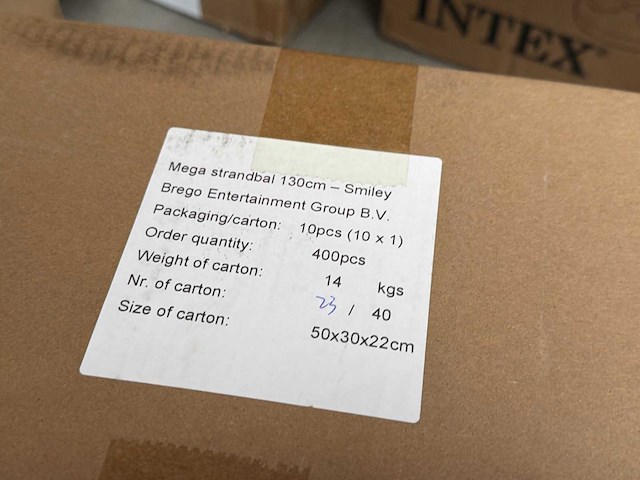 INTEX
Mega strandbal 130cm – Smiley
Brego Entertainment Group B.V.
Packaging/carton: 10pcs (10 x 1)
Order quantity: 400pcs
Weight of carton: 14 kgs
Nr. of carton: 23 / 40
Size of carton: 50x30x22cm